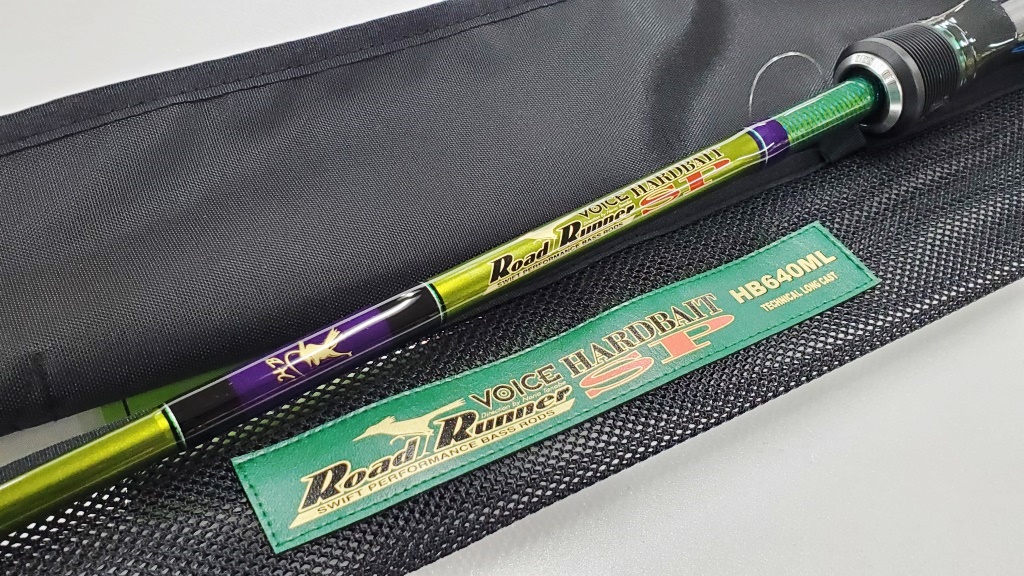 VOICE HARDBAIT
Road Runner SP
SWIFT PERFORMANCE BASS RODS
VOICE HARDBAIT
Road Runner SP
SWIFT PERFORMANCE BASS RODS
HB640ML
TECHNICAL LONG CAST